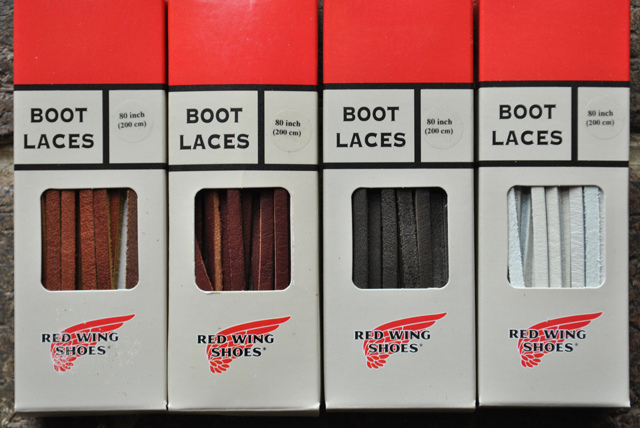 BOOT
LACES
80 inch
(200 cm)
RED WING
SHOES
BOOT
LACES
80 inch
(200 cm)
RED WING
SHOES
BOOT
LACES
80 inch
(200 cm)
RED WING
SHOES
BOOT
LACES
80 inch
(200 cm)
RED WING
SHOES